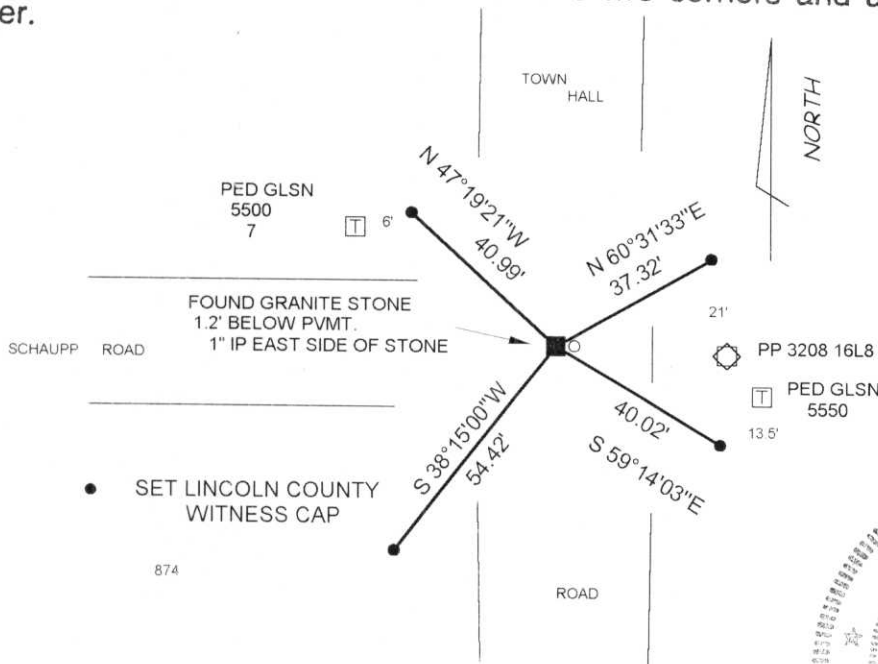 er.
corners and
TOWN
HALL
NORTH
PED GLSN
5500
7
T
6'
N 47°19'21"W
40.99'
N 60°31'33"E
37.32'
FOUND GRANITE STONE
1.2' BELOW PVMT.
1" IP EAST SIDE OF STONE
SCHAUPP ROAD
21'
PP 3208 16L8
T
PED GLSN
5550
13.5'
40.02'
S 59°14'03"E
S 38°15'00"W
54.42'
SET LINCOLN COUNTY
WITNESS CAP
874
ROAD